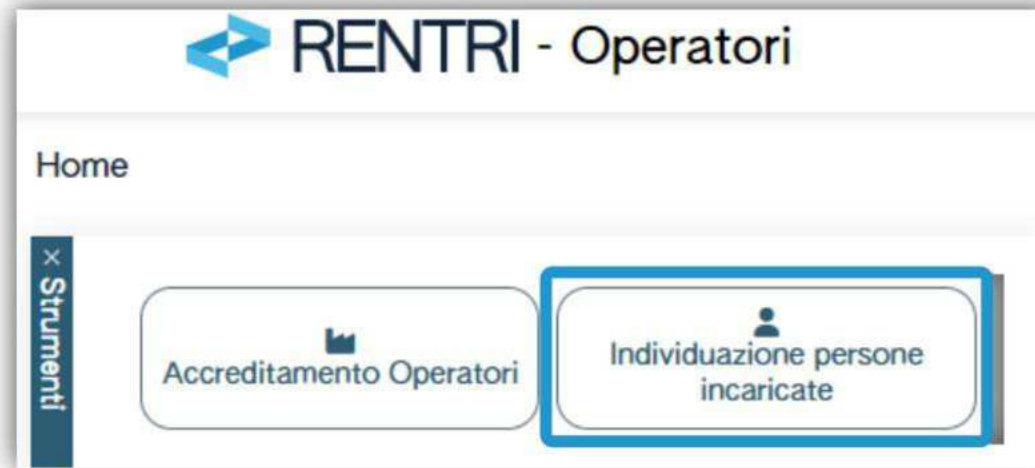 RENTRI - Operatori
Home
× Strumenti
Accreditamento Operatori
Individuazione persone
incaricate